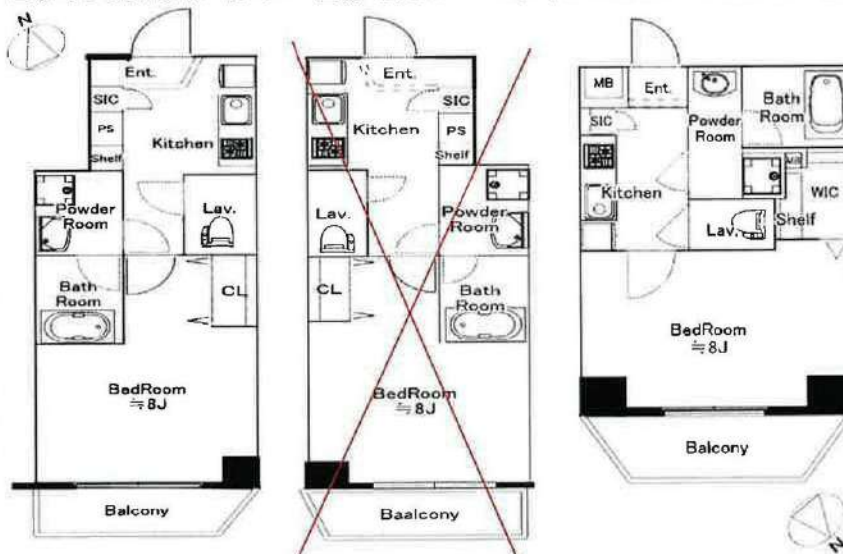 N
Ent.
SIC
PS
Shelf
Kitchen
Powder
Room
Lav.
Bath
Room
CL
BedRoom
≒8J
Balcony
Ent.
SIC
Kitchen
PS
Shelf
Lav.
Powder
Room
CL
Bath
Room
BedRoom
≒8J
Baalcony
MB
Ent.
Bath
Room
SIC
Powder
Room
Kitchen
MB
WIC
Shelf
Lav.
BedRoom
≒8J
Balcony
N